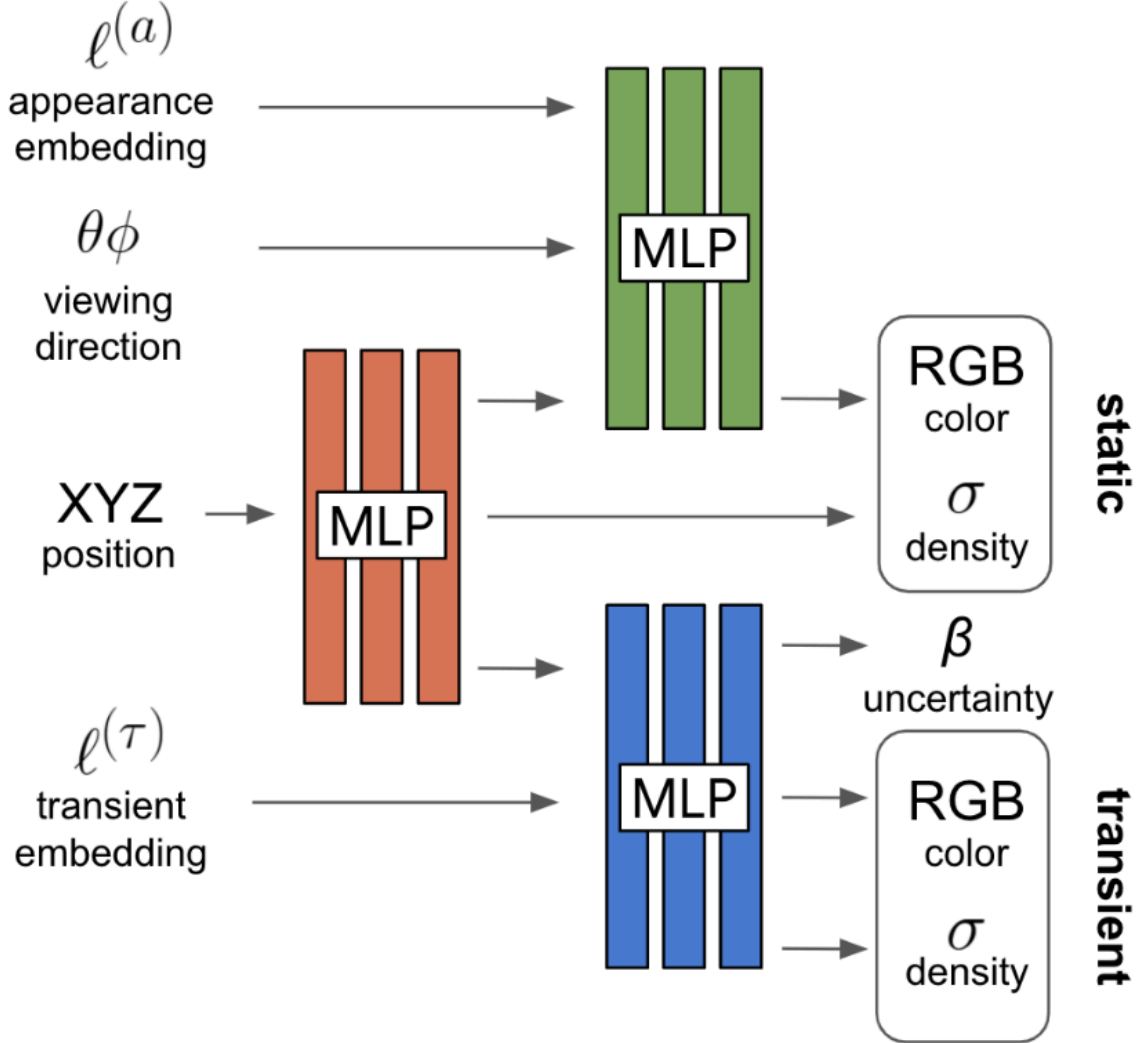 ℓ(a)
appearance
embedding
θϕ
viewing
direction
MLP
RGB
color
σ
density
static
XYZ
position
MLP
β
uncertainty
ℓ(τ)
transient
embedding
MLP
RGB
color
σ
density
transient